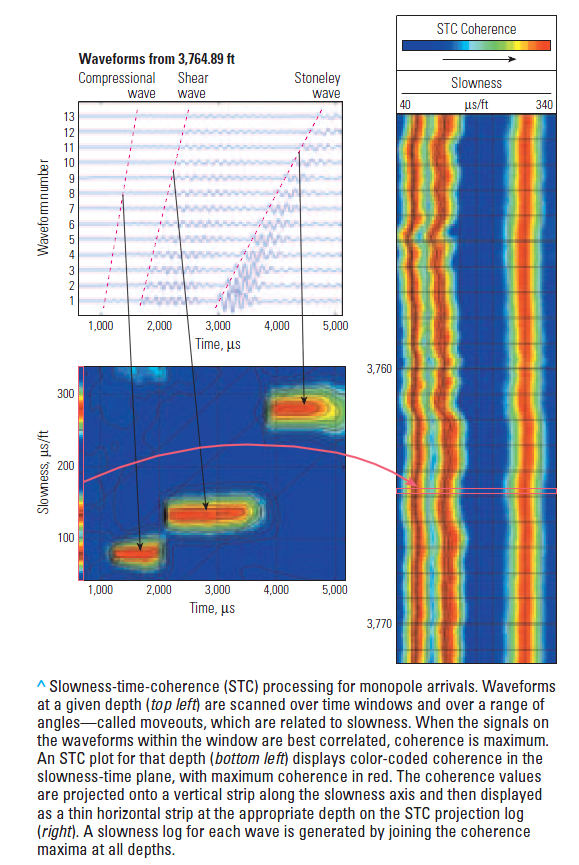 STC Coherence
Slowness
40 µs/ft 340
Waveforms from 3,764.89 ft
Compressional wave
Shear wave
Stoneley wave
Waveform number
13
12
11
10
9
8
7
6
5
4
3
2
1
1,000 2,000 3,000 4,000 5,000
Time, µs
Slowness, µs/ft
300
200
100
1,000 2,000 3,000 4,000 5,000
Time, µs
3,760
3,770
^ Slowness-time-coherence (STC) processing for monopole arrivals. Waveforms
at a given depth (top left) are scanned over time windows and over a range of
angles—called moveouts, which are related to slowness. When the signals on
the waveforms within the window are best correlated, coherence is maximum.
An STC plot for that depth (bottom left) displays color-coded coherence in the
slowness-time plane, with maximum coherence in red. The coherence values
are projected onto a vertical strip along the slowness axis and then displayed
as a thin horizontal strip at the appropriate depth on the STC projection log
(right). A slowness log for each wave is generated by joining the coherence
maxima at all depths.